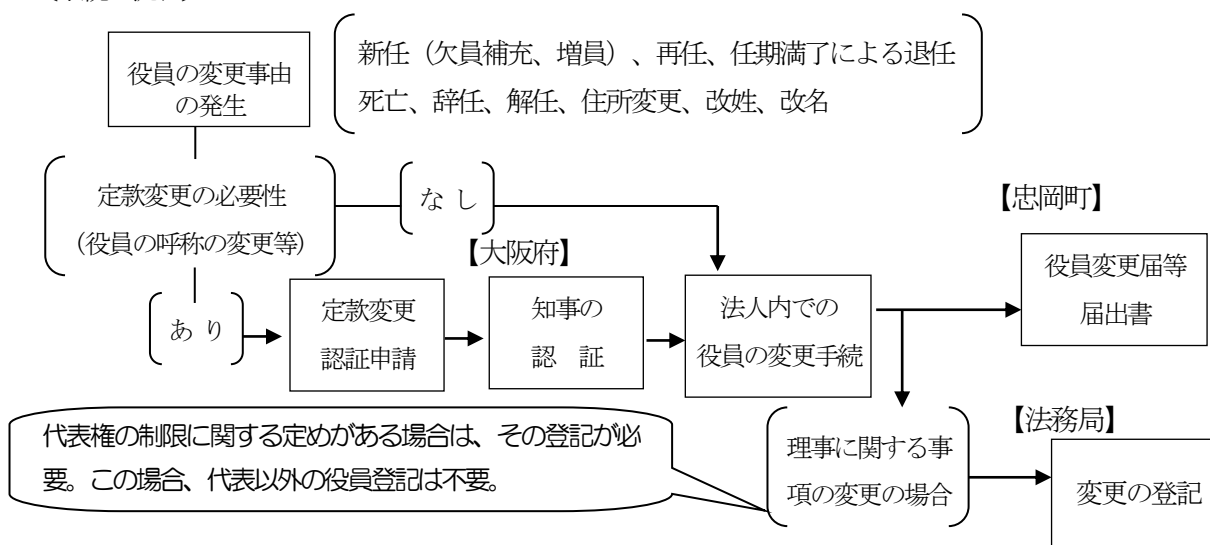 役員の変更事由
の発生
新任（欠員補充、増員）、再任、任期満了による退任
死亡、辞任、解任、住所変更、改姓、改名
定款変更の必要性
（役員の呼称の変更等）
な し
【忠岡町】
【大阪府】
役員変更届等
届出書
あ り
定款変更
認証申請
知事の
認　証
法人内での
役員の変更手続
代表権の制限に関する定めがある場合は、その登記が必
要。この場合、代表以外の役員登記は不要。
理事に関する事
項の変更の場合
【法務局】
変更の登記